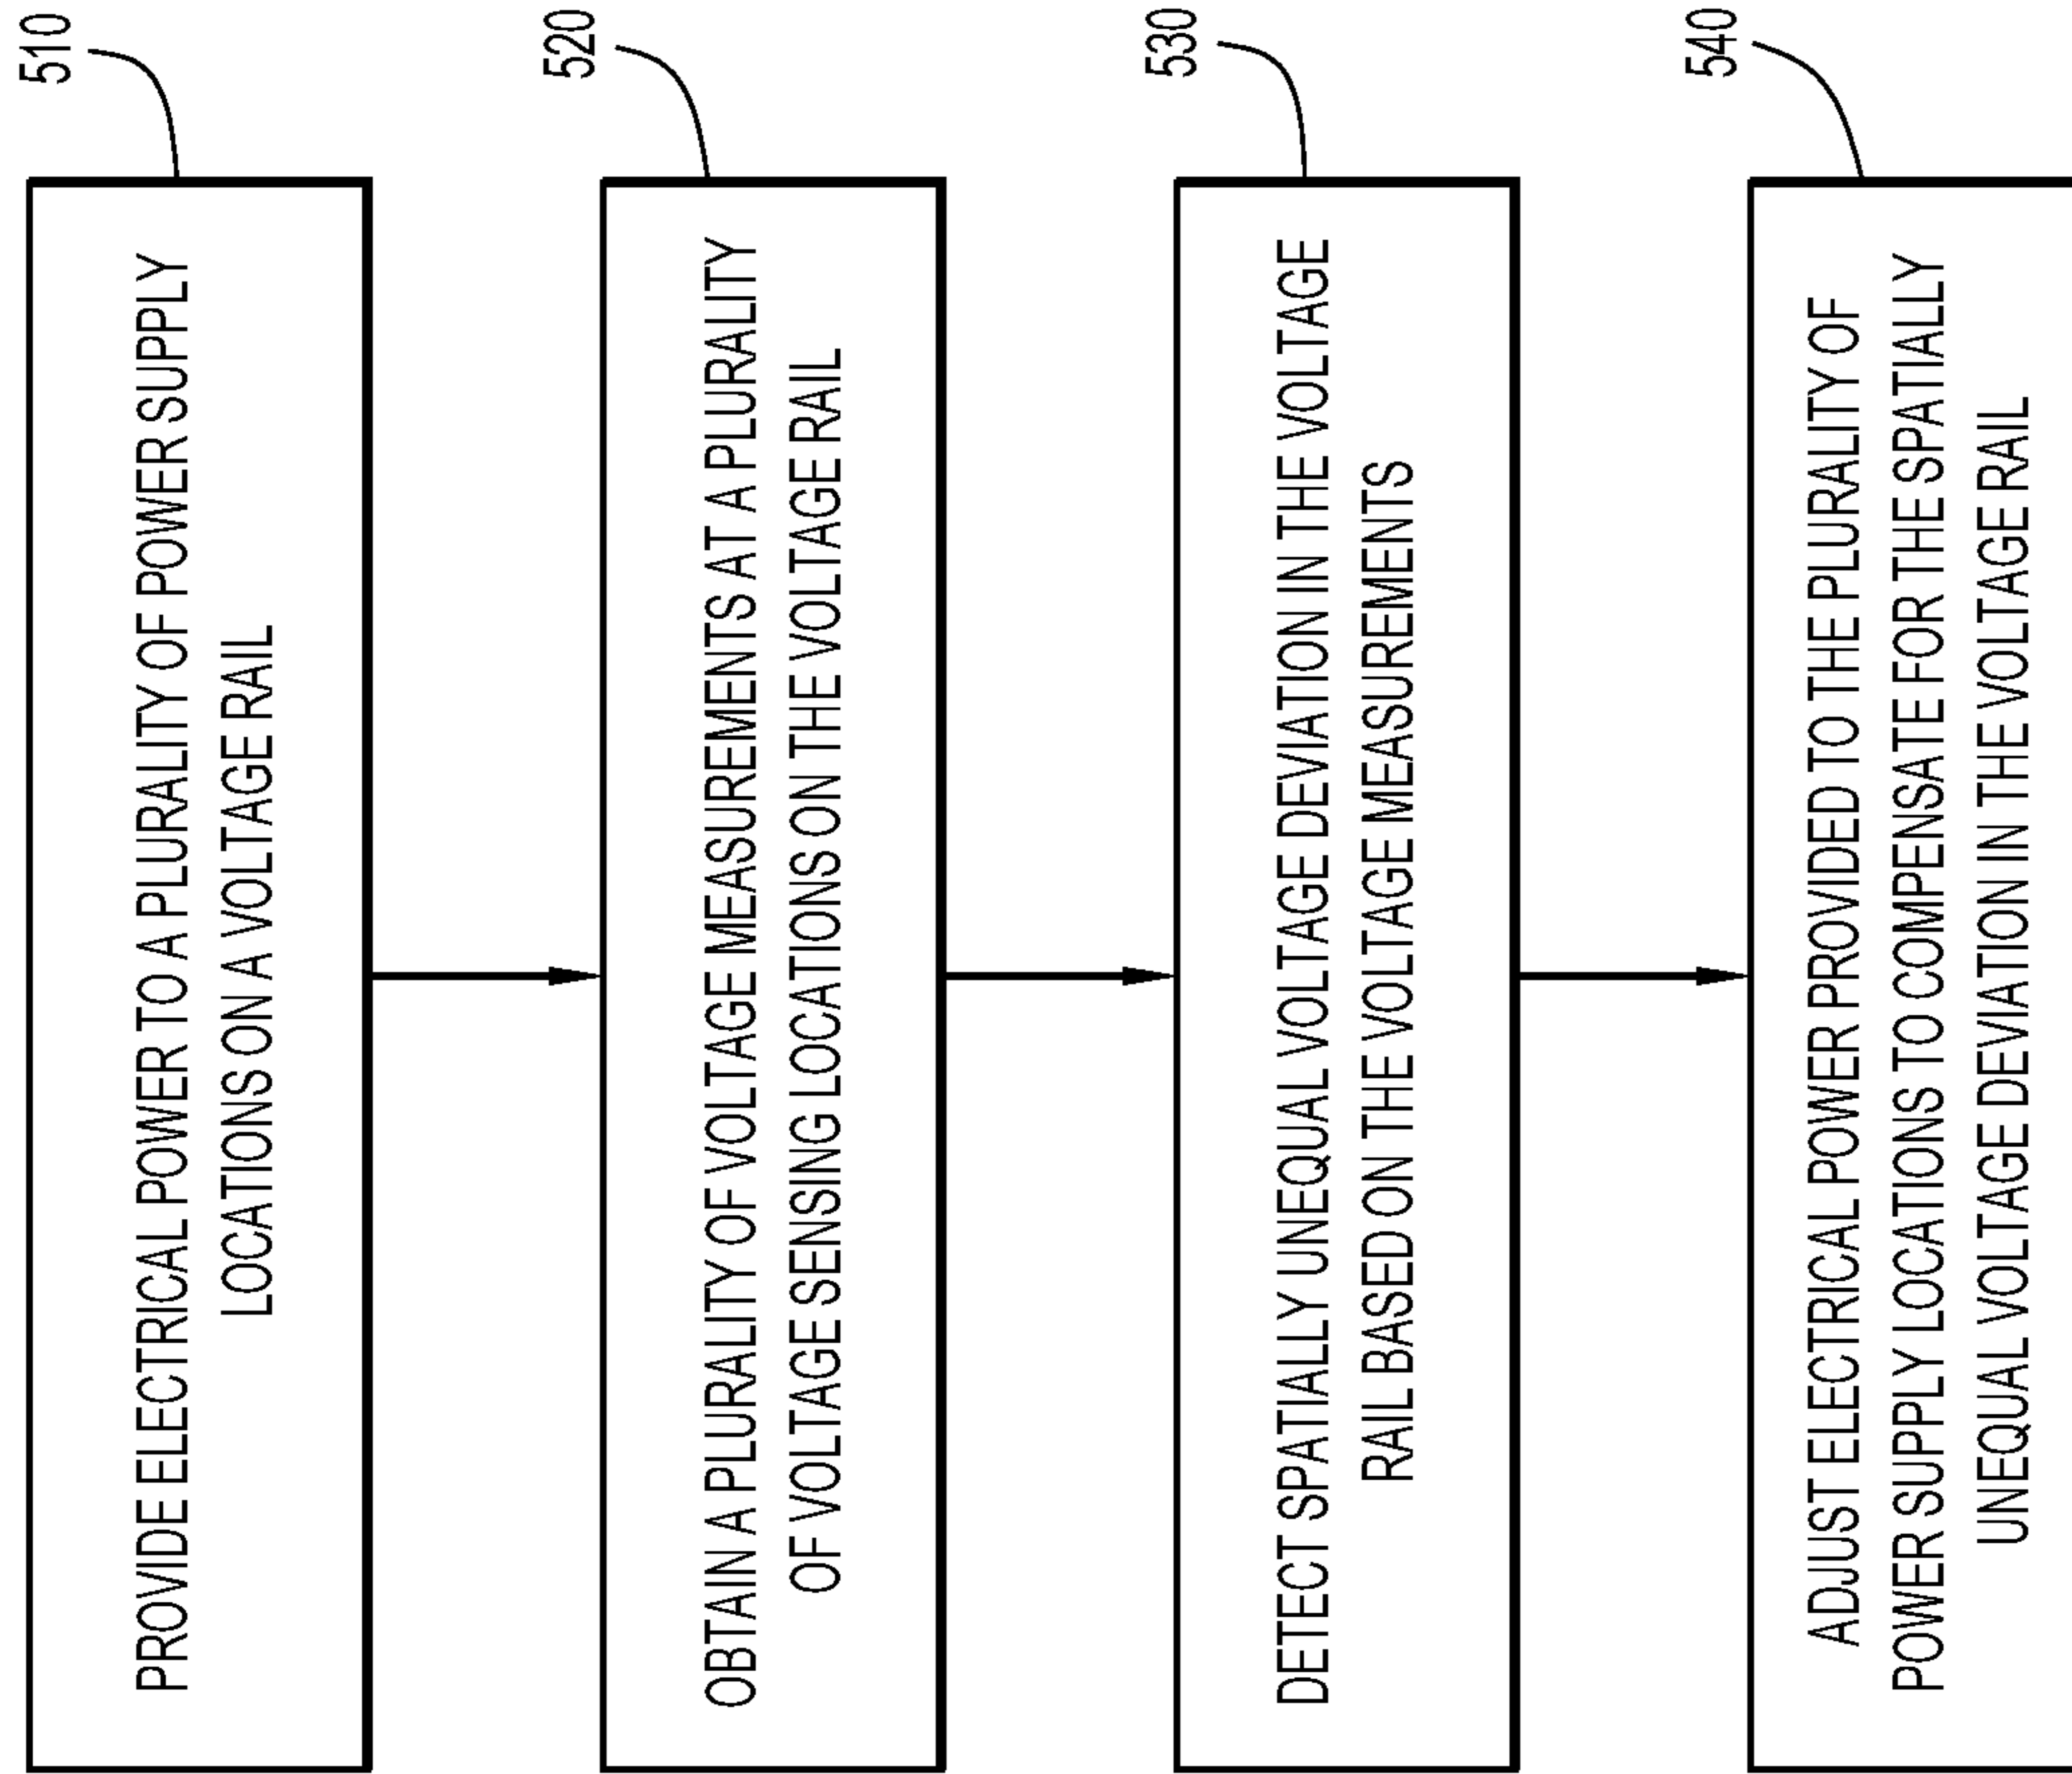 510
PROVIDE ELECTRICAL POWER TO A PLURALITY OF POWER SUPPLY
LOCATIONS ON A VOLTAGE RAIL
520
OBTAIN A PLURALITY OF VOLTAGE MEASUREMENTS AT A PLURALITY
OF VOLTAGE SENSING LOCATIONS ON THE VOLTAGE RAIL
530
DETECT SPATIALLY UNEQUAL VOLTAGE DEVIATION IN THE VOLTAGE
RAIL BASED ON THE VOLTAGE MEASUREMENTS
540
ADJUST ELECTRICAL POWER PROVIDED TO THE PLURALITY OF
POWER SUPPLY LOCATIONS TO COMPENSATE FOR THE SPATIALLY
UNEQUAL VOLTAGE DEVIATION IN THE VOLTAGE RAIL